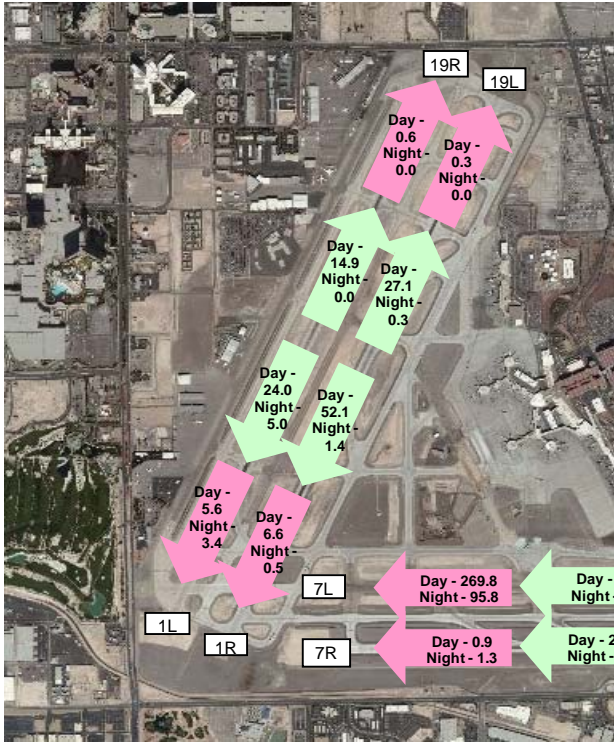 19R
19L
Day -
0.6
Night -
0.0
Day -
0.3
Night -
0.0
Day -
14.9
Night -
0.0
Day -
27.1
Night -
0.3
Day -
24.0
Night -
5.0
Day -
52.1
Night -
1.4
Day -
5.6
Night -
3.4
Day -
6.6
Night -
0.5
7L
Day - 269.8
Night - 95.8
Day -
Night -
1L
1R
7R
Day - 0.9
Night - 1.3
Day - 2
Night -